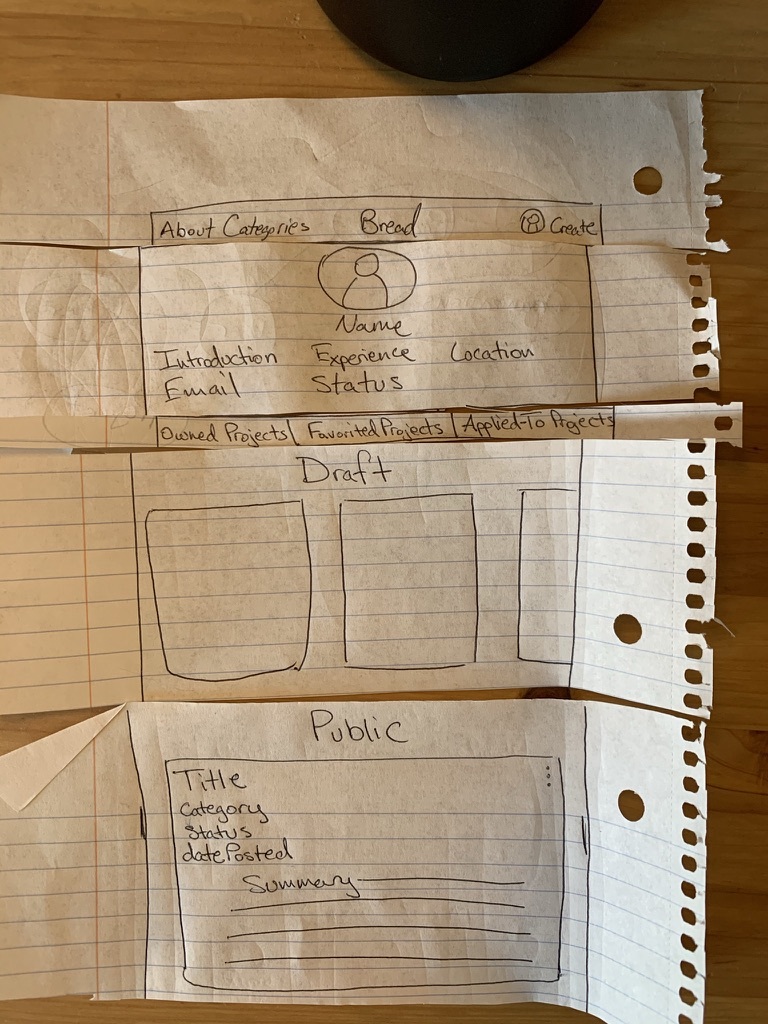 About Categories Bread Create
Name
Introduction Experience Location
Email Status
Owned Projects Favorited Projects Applied-To Projects
Draft
Public
Title
Category
Status
datePosted
Summary